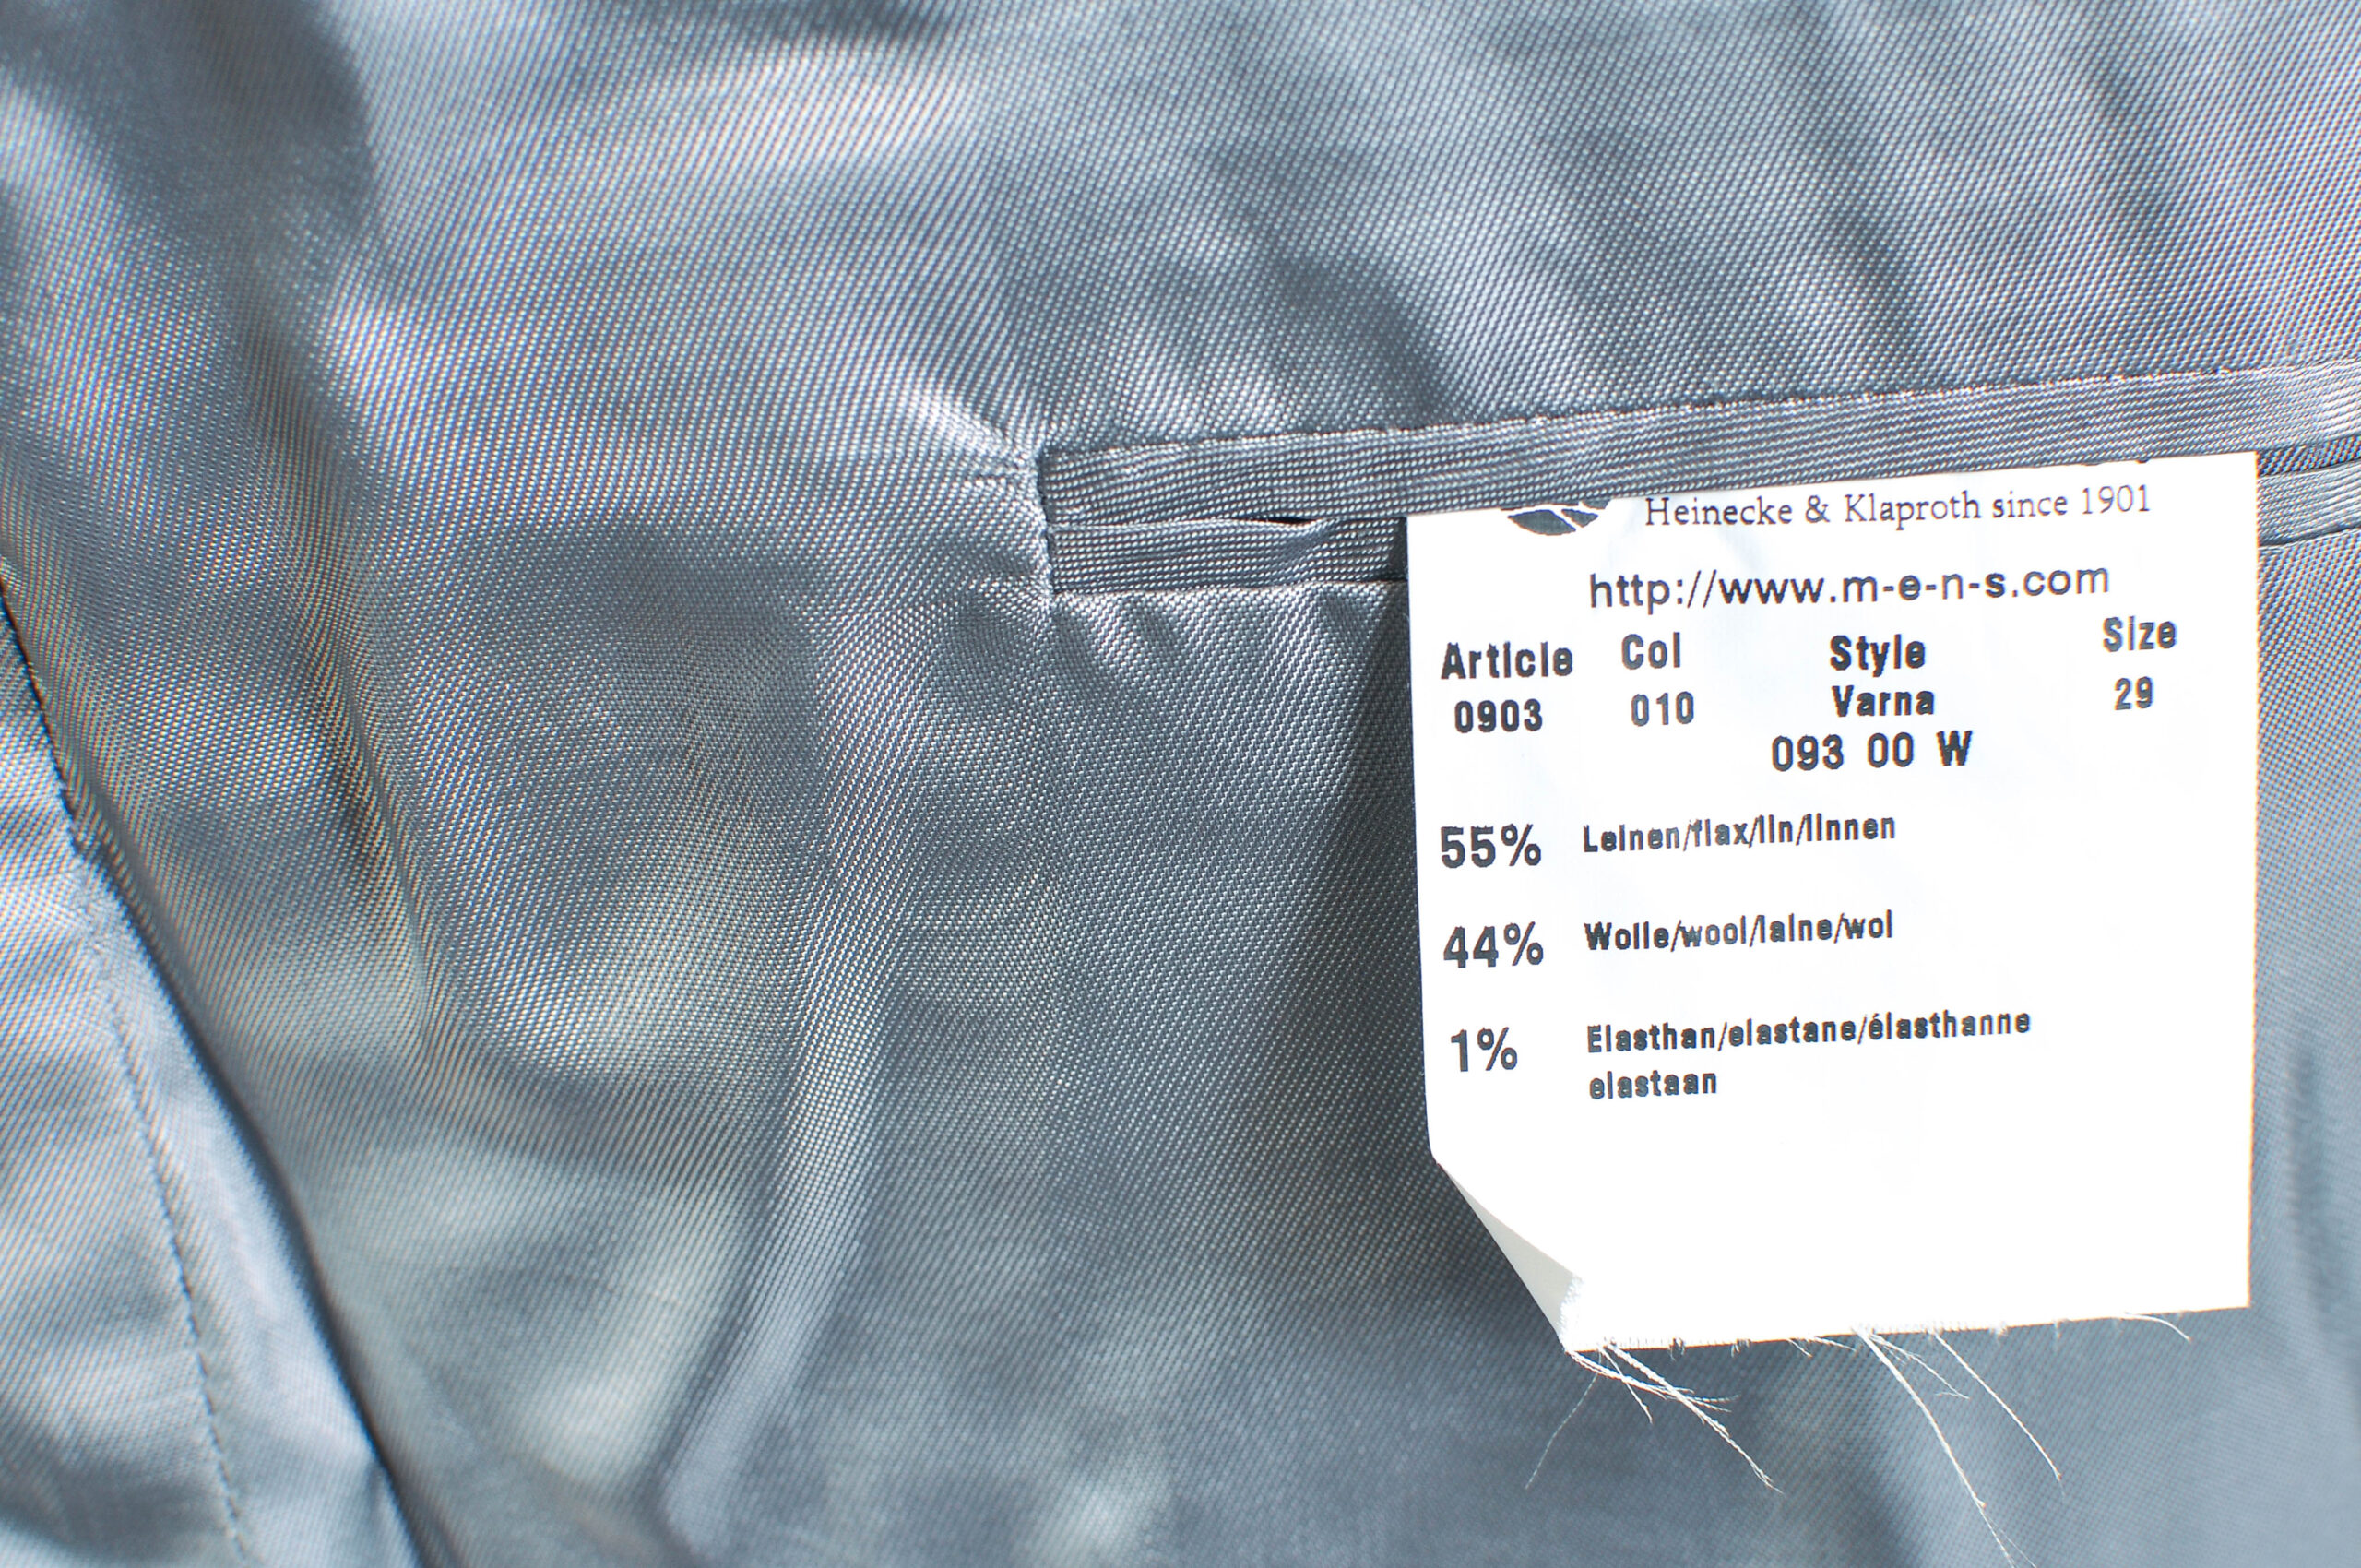 Heinecke & Klaproth since 1901
http://www.m-e-n-s.com
Article Col Style Size
0903 010 Varna 29
093 00 W
55% Leinen/flax/lin/linnen
44% Wolle/wool/laine/wol
1% Elasthan/elastane/élasthanne
elastaan